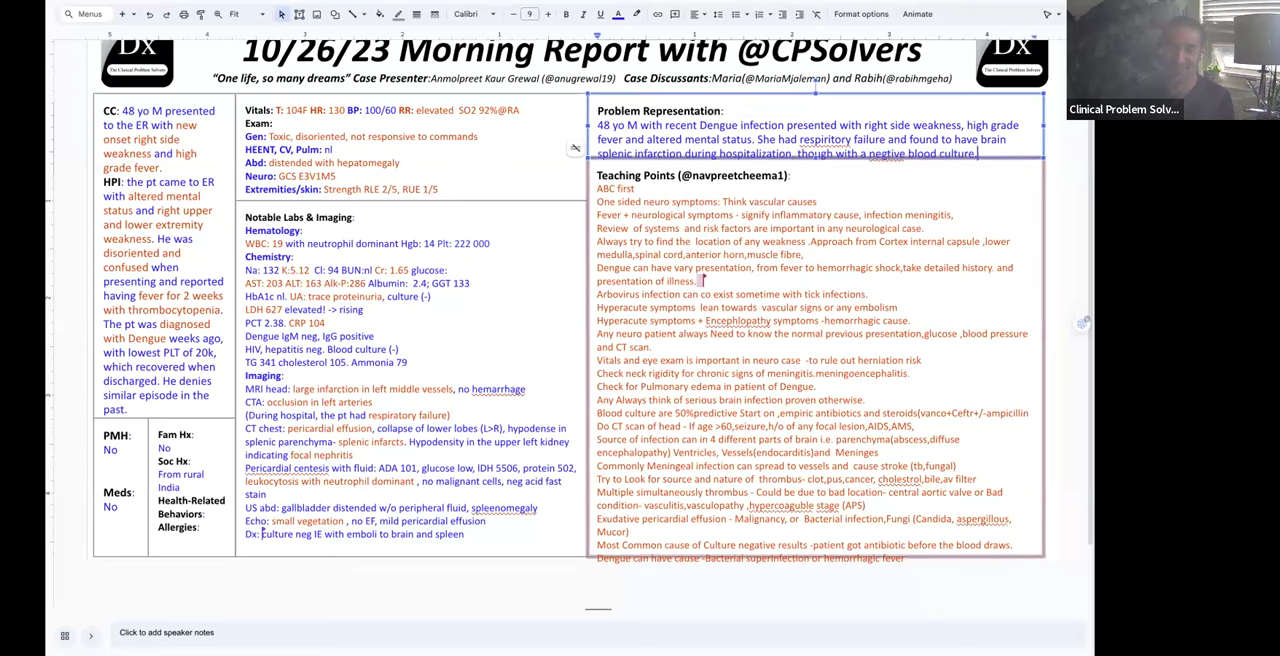 Menus
Fit
Calibri
9
Format options
Animate
Dx
The Clinical Problem Solvers
10/26/23 Morning Report with @CPSolvers
"One life, so many dreams" Case Presenter:Anmolpreet Kaur Grewal (@anugrewal19) Case Discussants:Maria(@MariaMjaleman) and Rabih(@rabihmgeha)
Dx
The Clinical Problem Solvers
Clinical Problem Solv...
CC: 48 yo M presented
to the ER with new
onset right side
weakness and high
grade fever.
HPI: the pt came to ER
with altered mental
status and right upper
and lower extremity
weakness. He was
disoriented and
confused when
presenting and reported
having fever for 2 weeks
with thrombocytopenia.
The pt was diagnosed
with Dengue weeks ago,
with lowest PLT of 20k,
which recovered when
discharged. He denies
similar episode in the
past.
PMH:
No
Meds:
No
Fam Hx:
No
Soc Hx:
From rural
India
Health-Related
Behaviors:
Allergies:
Vitals: T: 104F HR: 130 BP: 100/60 RR: elevated SO2 92%@RA
Exam:
Gen: Toxic, disoriented, not responsive to commands
HEENT, CV, Pulm: nl
Abd: distended with hepatomegaly
Neuro: GCS E3V1M5
Extremities/skin: Strength RLE 2/5, RUE 1/5
Notable Labs & Imaging:
Hematology:
WBC: 19 with neutrophil dominant Hgb: 14 Plt: 222 000
Chemistry:
Na: 132 K:5.12 Cl: 94 BUN:nl Cr: 1.65 glucose:
AST: 203 ALT: 163 Alk-P:286 Albumin: 2.4; GGT 133
HbA1c nl. UA: trace proteinuria, culture (-)
LDH 627 elevated! -> rising
PCT 2.38. CRP 104
Dengue IgM neg, IgG positive
HIV, hepatitis neg. Blood culture (-)
TG 341 cholesterol 105. Ammonia 79
Imaging:
MRI head: large infarction in left middle vessels, no hemarrhage
CTA: occlusion in left arteries
(During hospital, the pt had respiratory failure)
CT chest: pericardial effusion, collapse of lower lobes (L>R), hypodense in
splenic parenchyma- splenic infarcts. Hypodensity in the upper left kidney
indicating focal nephritis
Pericardial centesis with fluid: ADA 101, glucose low, lDH 5506, protein 502,
leukocytosis with neutrophil dominant , no malignant cells, neg acid fast
stain
US abd: gallbladder distended w/o peripheral fluid, spleenomegaly
Echo: small vegetation , no EF, mild pericardial effusion
Dx: culture neg IE with emboli to brain and spleen
Problem Representation:
48 yo M with recent Dengue infection presented with right side weakness, high grade
fever and altered mental status. She had respiritory failure and found to have brain
splenic infarction during hospitalization, though with a negtive blood culture.
Teaching Points (@navpreetcheema1):
ABC first
One sided neuro symptoms: Think vascular causes
Fever + neurological symptoms - signify inflammatory cause, infection meningitis,
Review of systems and risk factors are important in any neurological case.
Always try to find the location of any weakness .Approach from Cortex internal capsule ,lower
medulla,spinal cord,anterior horn,muscle fibre,
Dengue can have vary presentation, from fever to hemorrhagic shock,take detailed history. and
presentation of illness.
Arbovirus infection can co exist sometime with tick infections.
Hyperacute symptoms lean towards vascular signs or any embolism
Hyperacute symptoms + Encephlopathy symptoms -hemorrhagic cause.
Any neuro patient always Need to know the normal previous presentation,glucose ,blood pressure
and CT scan.
Vitals and eye exam is important in neuro case -to rule out herniation risk
Check neck rigidity for chronic signs of meningitis.meningoencephalitis.
Check for Pulmonary edema in patient of Dengue.
Any Always think of serious brain infection proven otherwise.
Blood culture are 50%predictive Start on ,empiric antibiotics and steroids(vanco+Ceftr+/-ampicillin
Do CT scan of head - If age >60,seizure,h/o of any focal lesion,AIDS,AMS,
Source of infection can in 4 different parts of brain i.e. parenchyma(abscess,diffuse
encephalopathy) Ventricles, Vessels(endocarditis)and Meninges
Commonly Meningeal infection can spread to vessels and cause stroke (tb,fungal)
Try to Look for source and nature of thrombus- clot,pus,cancer, cholestrol,bile,av filter
Multiple simultaneously thrombus - Could be due to bad location- central aortic valve or Bad
condition- vasculitis,vasculopathy ,hypercoaguble stage (APS)
Exudative pericardial effusion - Malignancy, or Bacterial infection,Fungi (Candida, aspergillous,
Mucor)
Most Common cause of Culture negative results -patient got antibiotic before the blood draws.
Dengue can have cause -Bacterial superinfection or hemorrhagic fever
Click to add speaker notes